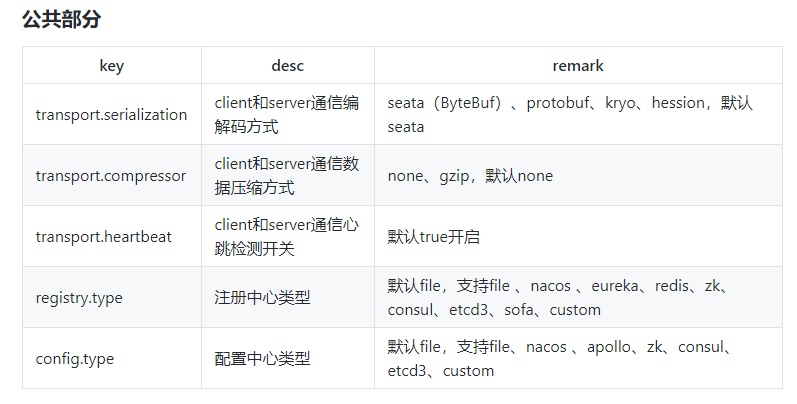 公共部分
key desc remark
transport.serialization client和server通信编解码方式 seata（ByteBuf）、protobuf、kryo、hession，默认seata
transport.compressor client和server通信数据压缩方式 none、gzip，默认none
transport.heartbeat client和server通信心跳检测开关 默认true开启
registry.type 注册中心类型 默认file，支持file 、nacos 、eureka、redis、zk、consul、etcd3、sofa、custom
config.type 配置中心类型 默认file，支持file、nacos 、apollo、zk、consul、etcd3、custom